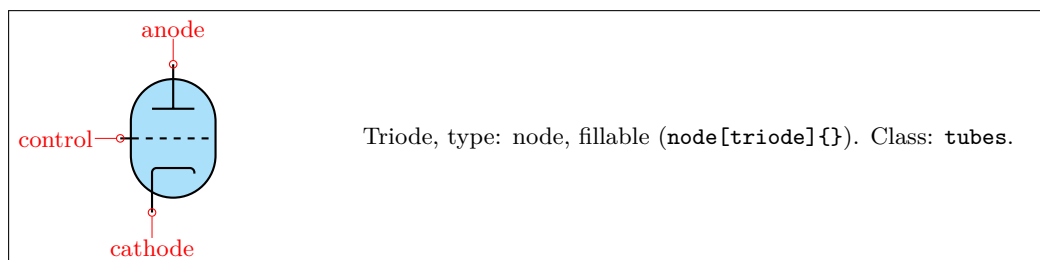 anode
control
Triode, type: node, fillable (node[triode]{}). Class: tubes.
cathode